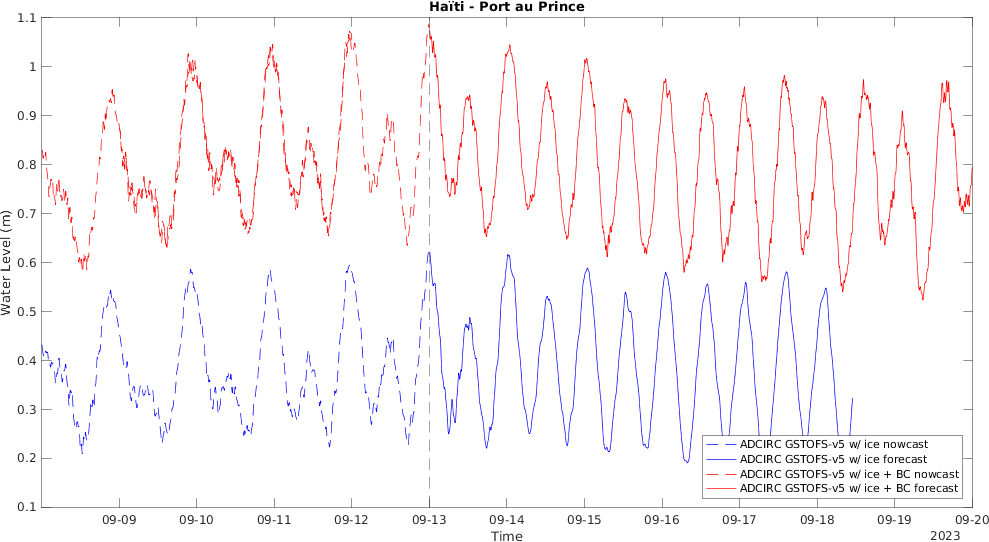 Haïti - Port au Prince
1.1
1
0.9
0.8
0.7
0.6
0.5
0.4
0.3
0.2
0.1
Water Level (m)
ADCIRC GSTOFS-v5 w/ ice nowcast
ADCIRC GSTOFS-v5 w/ ice forecast
ADCIRC GSTOFS-v5 w/ ice + BC nowcast
ADCIRC GSTOFS-v5 w/ ice + BC forecast
09-09 09-10 09-11 09-12 09-13 09-14 09-15 09-16 09-17 09-18 09-19 09-20
Time
2023